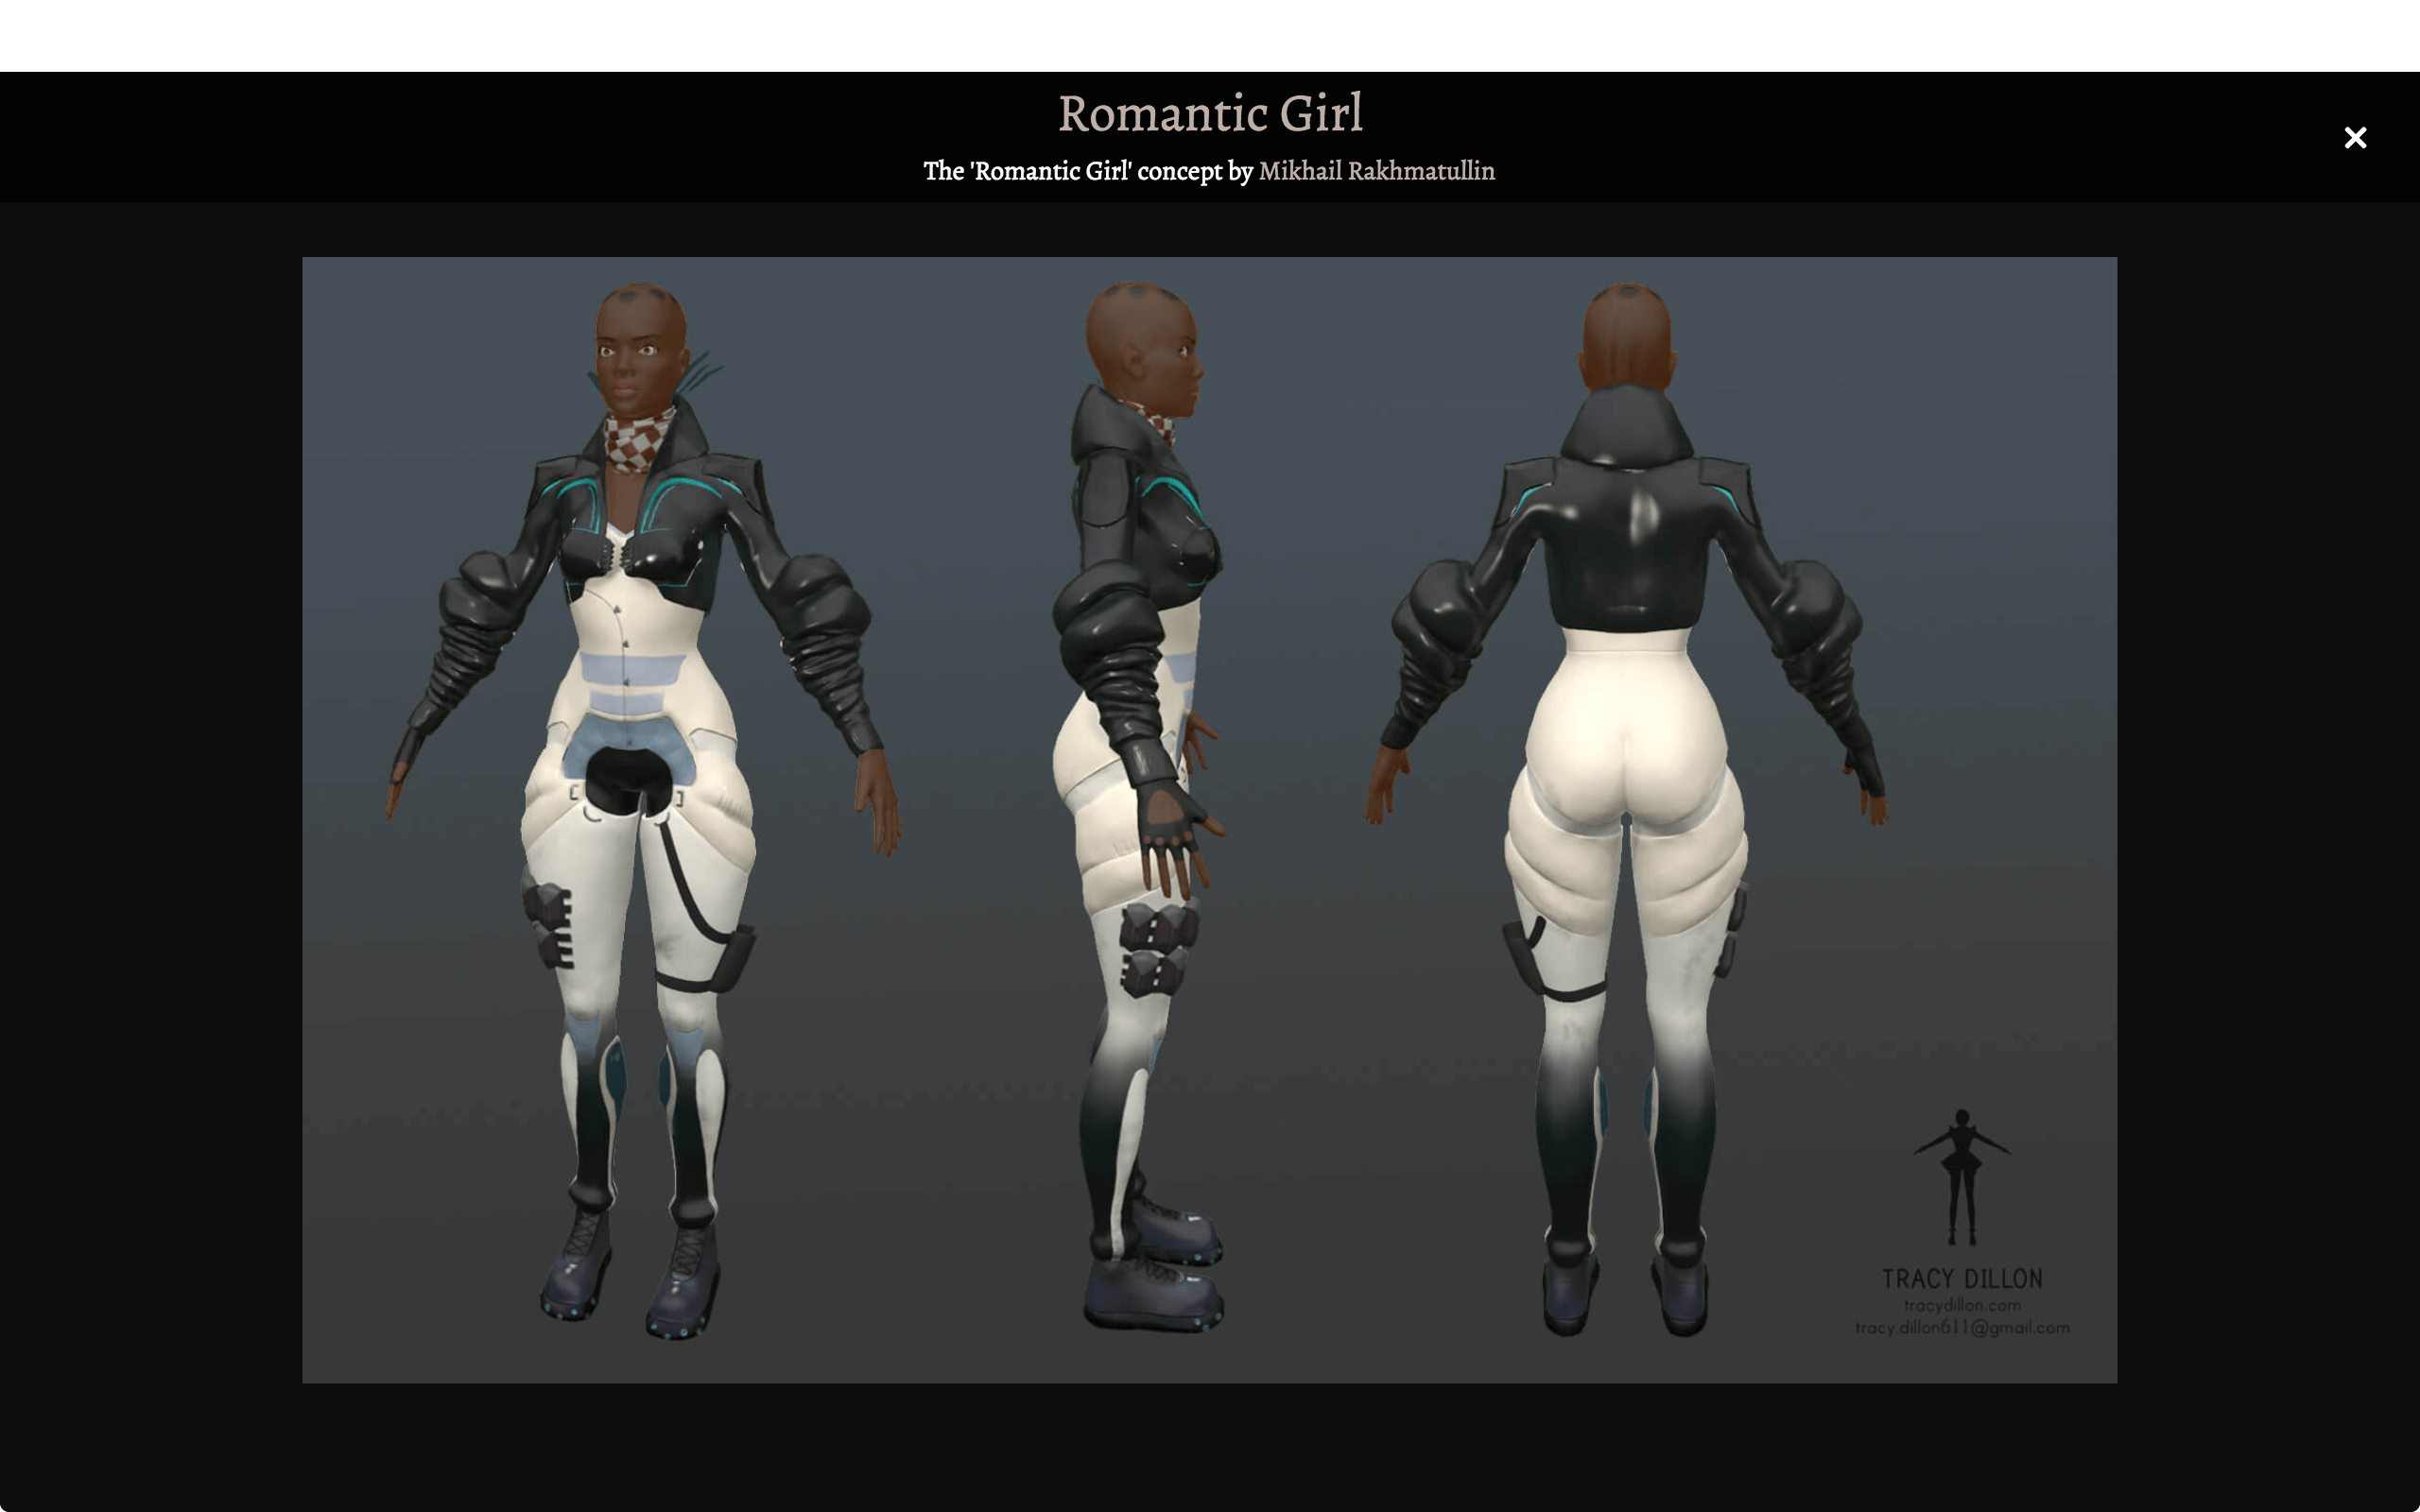 Romantic Girl
The 'Romantic Girl' concept by Mikhail Rakhmatullin
TRACY DILLON
tracydillon.com
tracy.dillon611@gmail.com